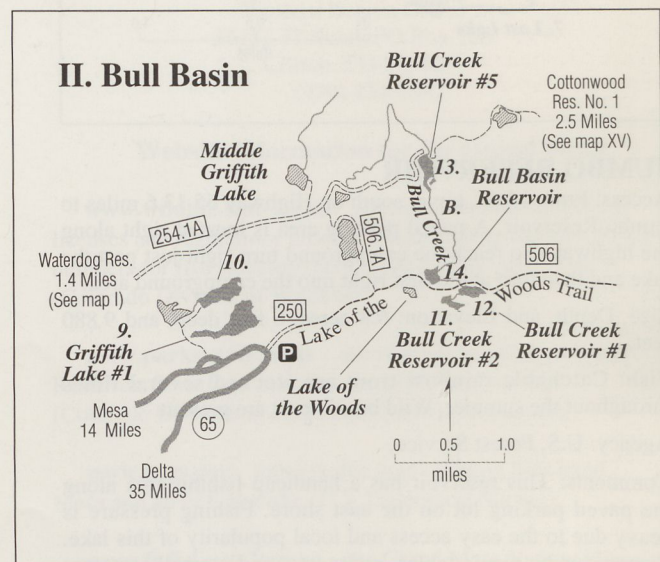 II. Bull Basin
Bull Creek
Reservoir #5
Cottonwood
Res. No. 1
2.5 Miles
(See map XV)
Middle
Griffith
Lake
13.
Bull Basin
Reservoir
B.
Bull Creek
254.1A
506.1A
Waterdog Res.
1.4 Miles
(See map I)
10.
14.
506
250
Lake of the
Woods Trail
9.
Griffith
Lake #1
P
11.
Bull Creek
Reservoir #2
12.
Bull Creek
Reservoir #1
Lake of
the Woods
Mesa
14 Miles
65
Delta
35 Miles
0 0.5 1.0
miles